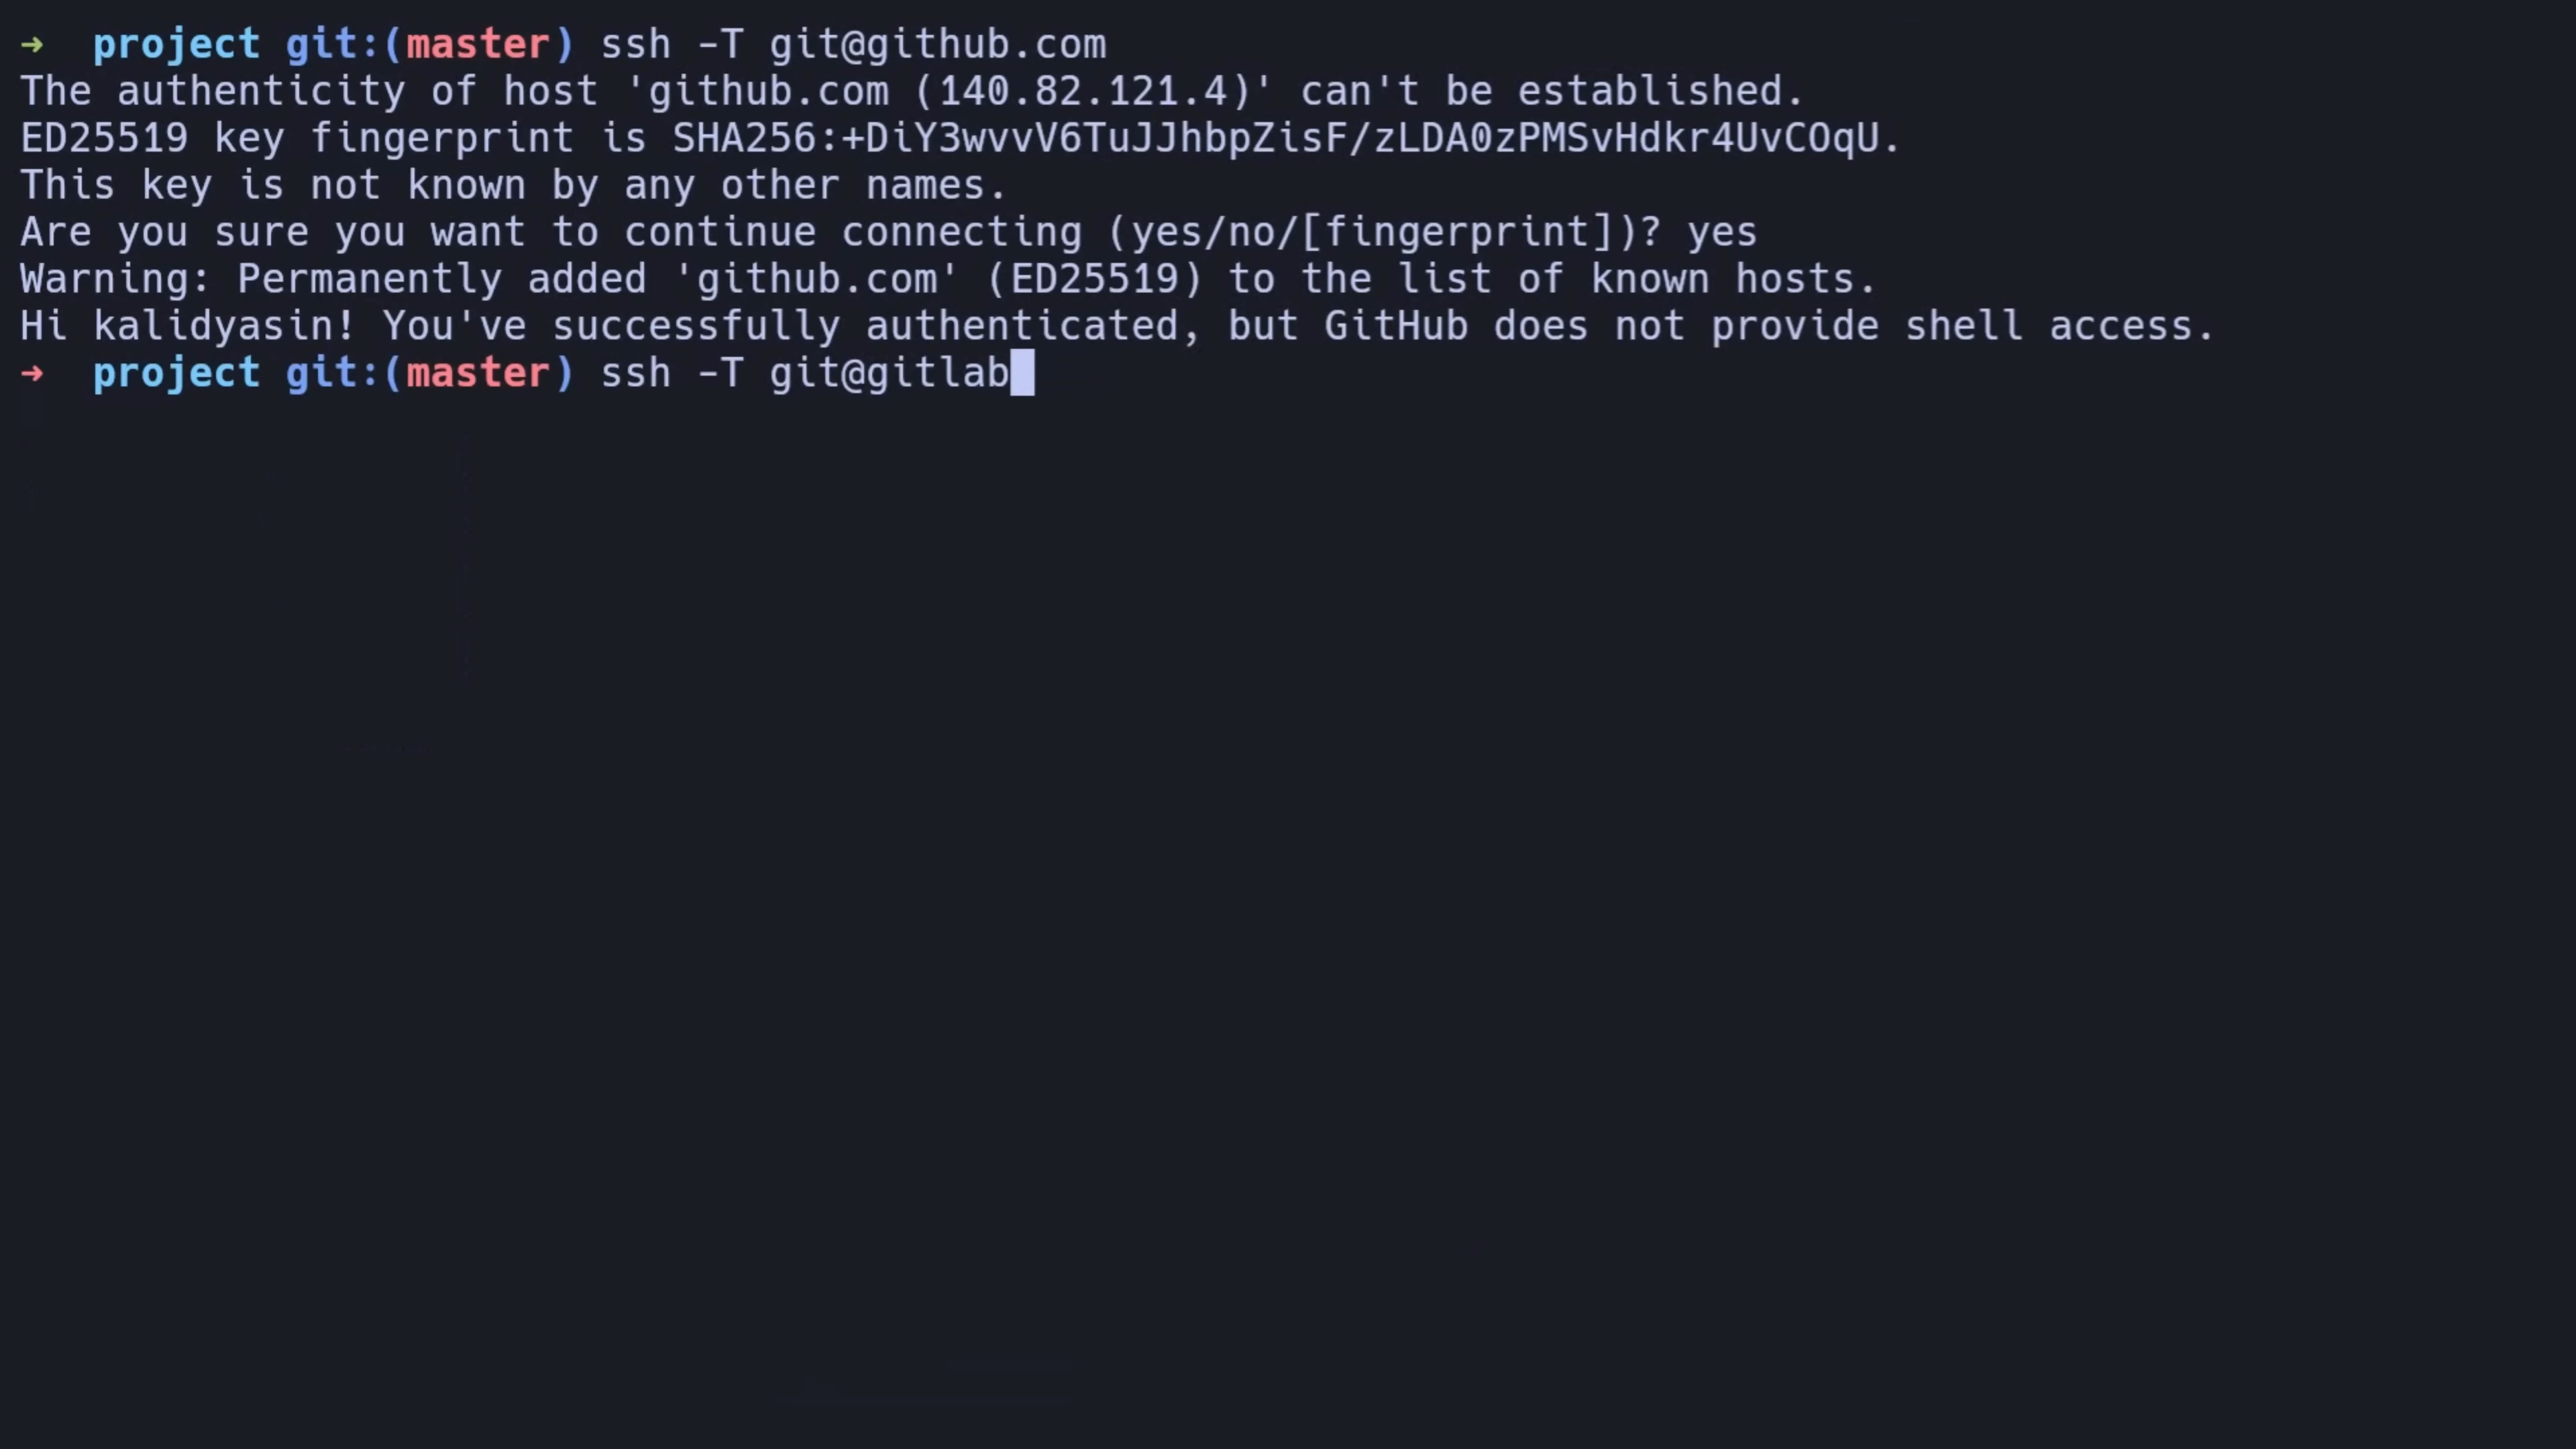 ➜  project git:(master) ssh -T git@github.com
The authenticity of host 'github.com (140.82.121.4)' can't be established.
ED25519 key fingerprint is SHA256:+DiY3wvvV6TuJJhbpZisF/zLDA0zPMSvHdkr4UvCOqU.
This key is not known by any other names.
Are you sure you want to continue connecting (yes/no/[fingerprint])? yes
Warning: Permanently added 'github.com' (ED25519) to the list of known hosts.
Hi kalidyasin! You've successfully authenticated, but GitHub does not provide shell access.
➜  project git:(master) ssh -T git@gitlab